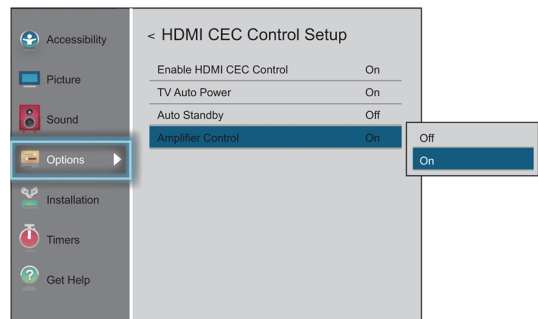 Accessibility
Picture
Sound
Options
Installation
Timers
Get Help
< HDMI CEC Control Setup
Enable HDMI CEC Control On
TV Auto Power On
Auto Standby Off
Amplifier Control On
Off
On